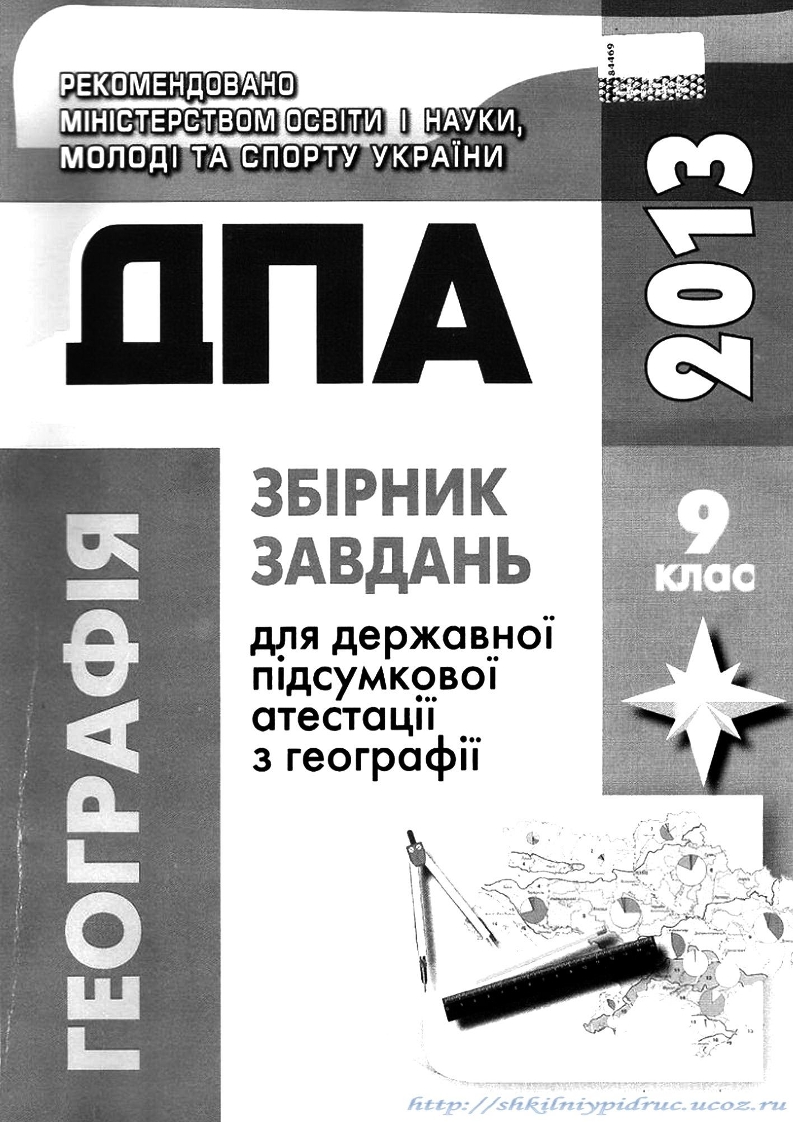 РЕКОМЕНДОВАНО
МІНІСТЕРСТВОМ ОСВІТИ І НАУКИ,
МОЛОДІ ТА СПОРТУ УКРАЇНИ
84469
2013
ДПА
ГЕОГРАФІЯ
ЗБІРНИК
ЗАВДАНЬ
для державної
підсумкової
атестації
з географії
9
клас
http://shkilniypidruc.ucoz.ru